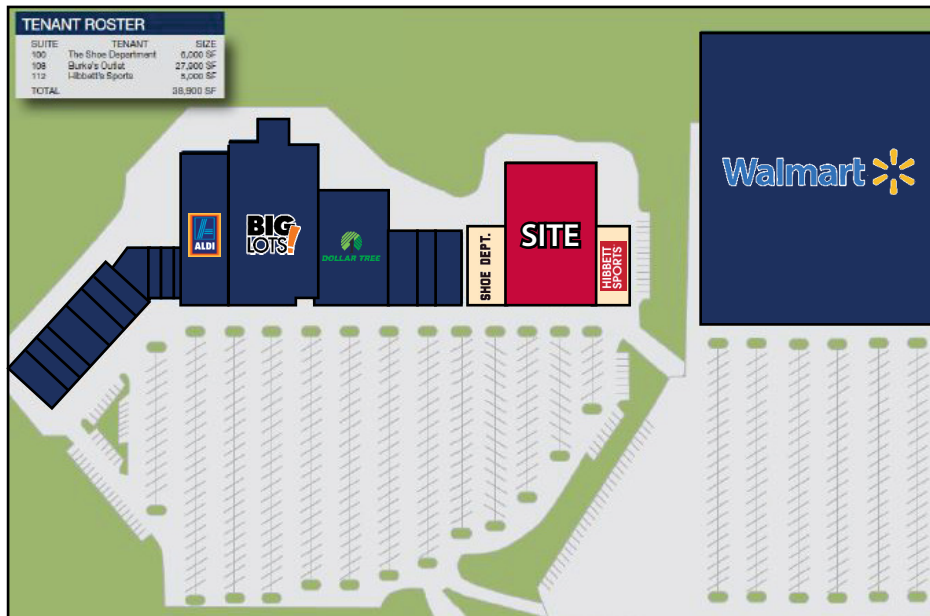 TENANT ROSTER
SUITE TENANT SIZE
100 The Shoe Department 6,000 SF
108 Burke's Outlet 27,900 SF
112 Hibbett's Sports 5,000 SF
TOTAL 38,900 SF
Walmart
ALDI
BIG
LOTS!
DOLLAR TREE
SHOE DEPT.
SITE
HIBBETT
SPORTS